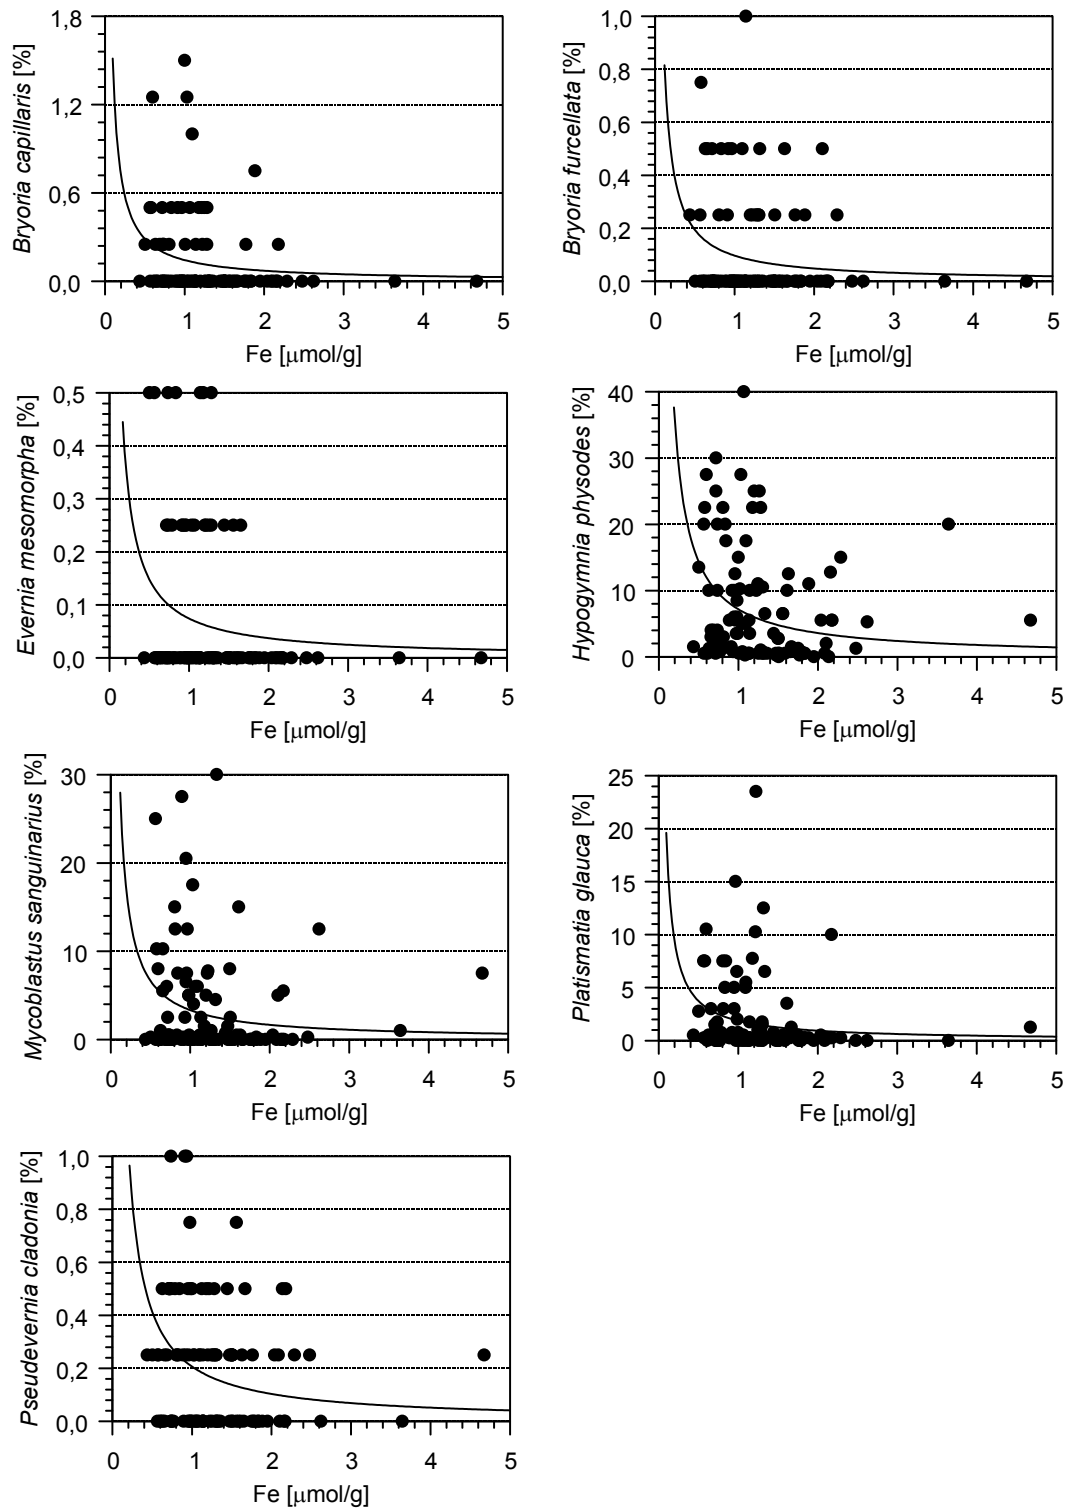 1,8 1,0
1,2 0,8
0,6 0,6
0,0 0,4
0,2
0,0
Bryoria capillaris [%] Bryoria furcellata [%]
0 1 2 3 4 5 0 1 2 3 4 5
Fe [μmol/g] Fe [μmol/g]
0,5 40
0,4 30
0,3 20
0,2 10
0,1 0
0,0
Evernia mesomorpha [%] Hypogymnia physodes [%]
0 1 2 3 4 5 0 1 2 3 4 5
Fe [μmol/g] Fe [μmol/g]
30 25
20 20
10 15
0 10
5
0
Mycoblastus sanguinarius [%] Platismatia glauca [%]
0 1 2 3 4 5 0 1 2 3 4 5
Fe [μmol/g] Fe [μmol/g]
1,0
0,8
0,6
0,4
0,2
0,0
Pseudevernia cladonia [%]
0 1 2 3 4 5
Fe [μmol/g]